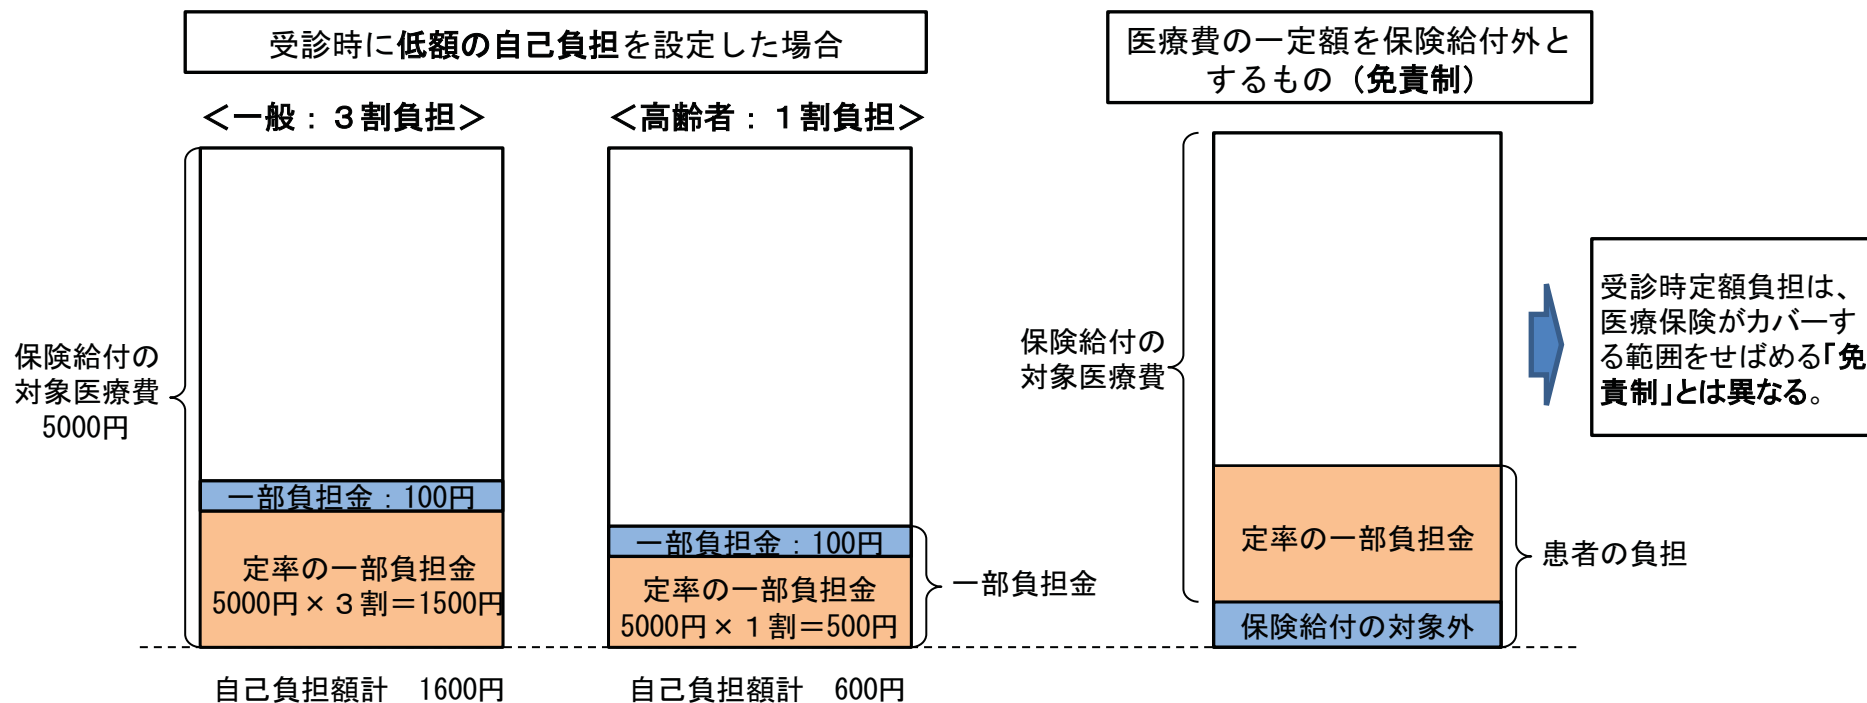 受診時に低額の自己負担を設定した場合
＜一般：３割負担＞
＜高齢者：１割負担＞
保険給付の
対象医療費
5000円
一部負担金：100円
定率の一部負担金
5000円×３割＝1500円
自己負担額計　1600円
一部負担金：100円
定率の一部負担金
5000円×１割＝500円
一部負担金
自己負担額計　600円
医療費の一定額を保険給付外と
するもの（免責制）
保険給付の
対象医療費
定率の一部負担金
保険給付の対象外
患者の負担
受診時定額負担は、
医療保険がカバーす
る範囲をせばめる「免
責制」とは異なる。